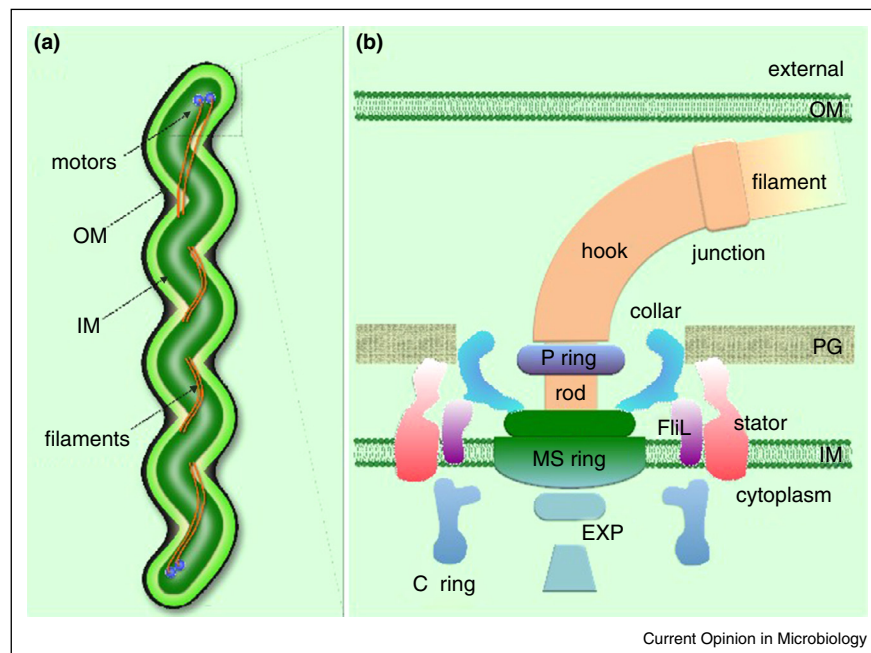 (a)
motors
OM
IM
filaments
(b)
external
OM
filament
hook
junction
collar
P ring
PG
rod
FliL
stator
MS ring
IM
cytoplasm
EXP
C ring
Current Opinion in Microbiology